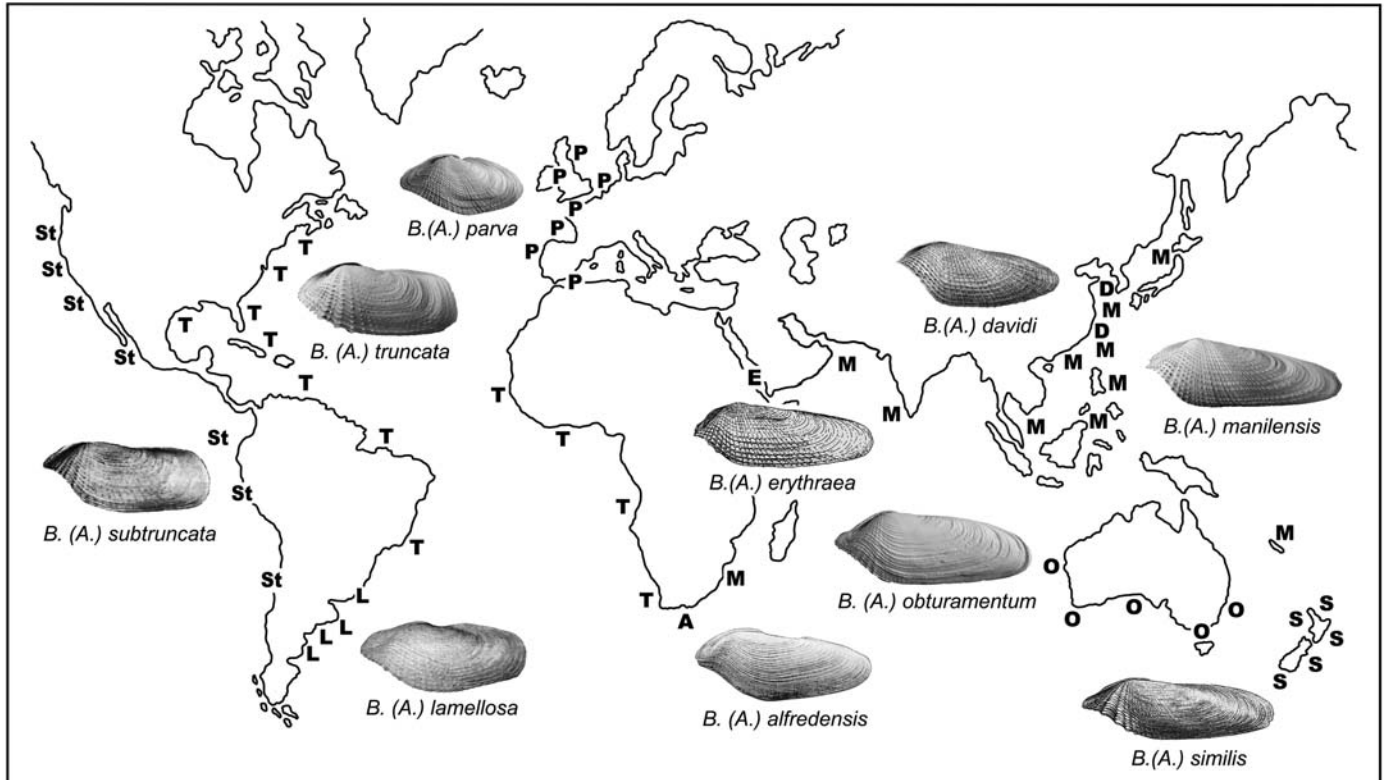 P
P
P
P
P
P
P
B.(A.) parva
St
St
St
St
St
St
St
T
T
T
T
T
T
T
T
B. (A.) truncata
T
T
T
T
B. (A.) subtruncata
L
L
L
L
B. (A.) lamellosa
E
B.(A.) erythraea
M
M
M
M
M
M
M
M
M
M
M
D
D
B.(A.) davidi
B.(A.) manilensis
A
B. (A.) alfredensis
O
O
O
O
O
B. (A.) obturamentum
S
S
S
S
S
B.(A.) similis